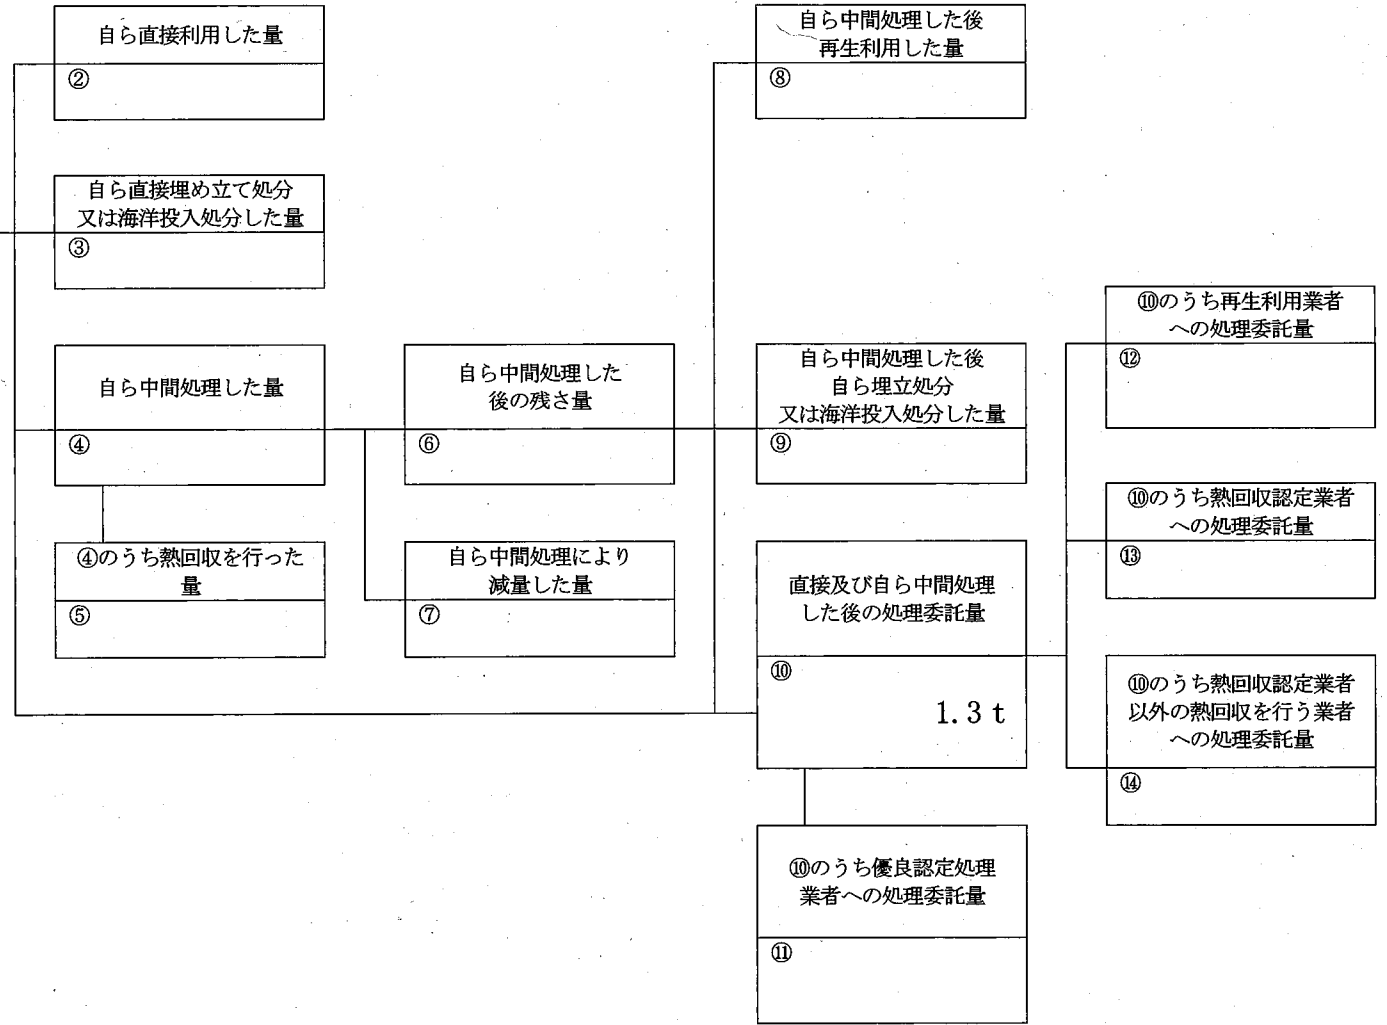 自ら直接利用した量
②
自ら直接埋め立て処分
又は海洋投入処分した量
③
自ら中間処理した量
④
④のうち熱回収を行った
量
⑤
自ら中間処理した
後の残さ量
⑥
自ら中間処理により
減量した量
⑦
自ら中間処理した後
再生利用した量
⑧
自ら中間処理した後
自ら埋立処分
又は海洋投入処分した量
⑨
直接及び自ら中間処理
した後の処理委託量
⑩
1.3 t
⑩のうち優良認定処理
業者への処理委託量
⑪
⑩のうち再生利用業者
への処理委託量
⑫
⑩のうち熱回収認定業者
への処理委託量
⑬
⑩のうち熱回収認定業者
以外の熱回収を行う業者
への処理委託量
⑭